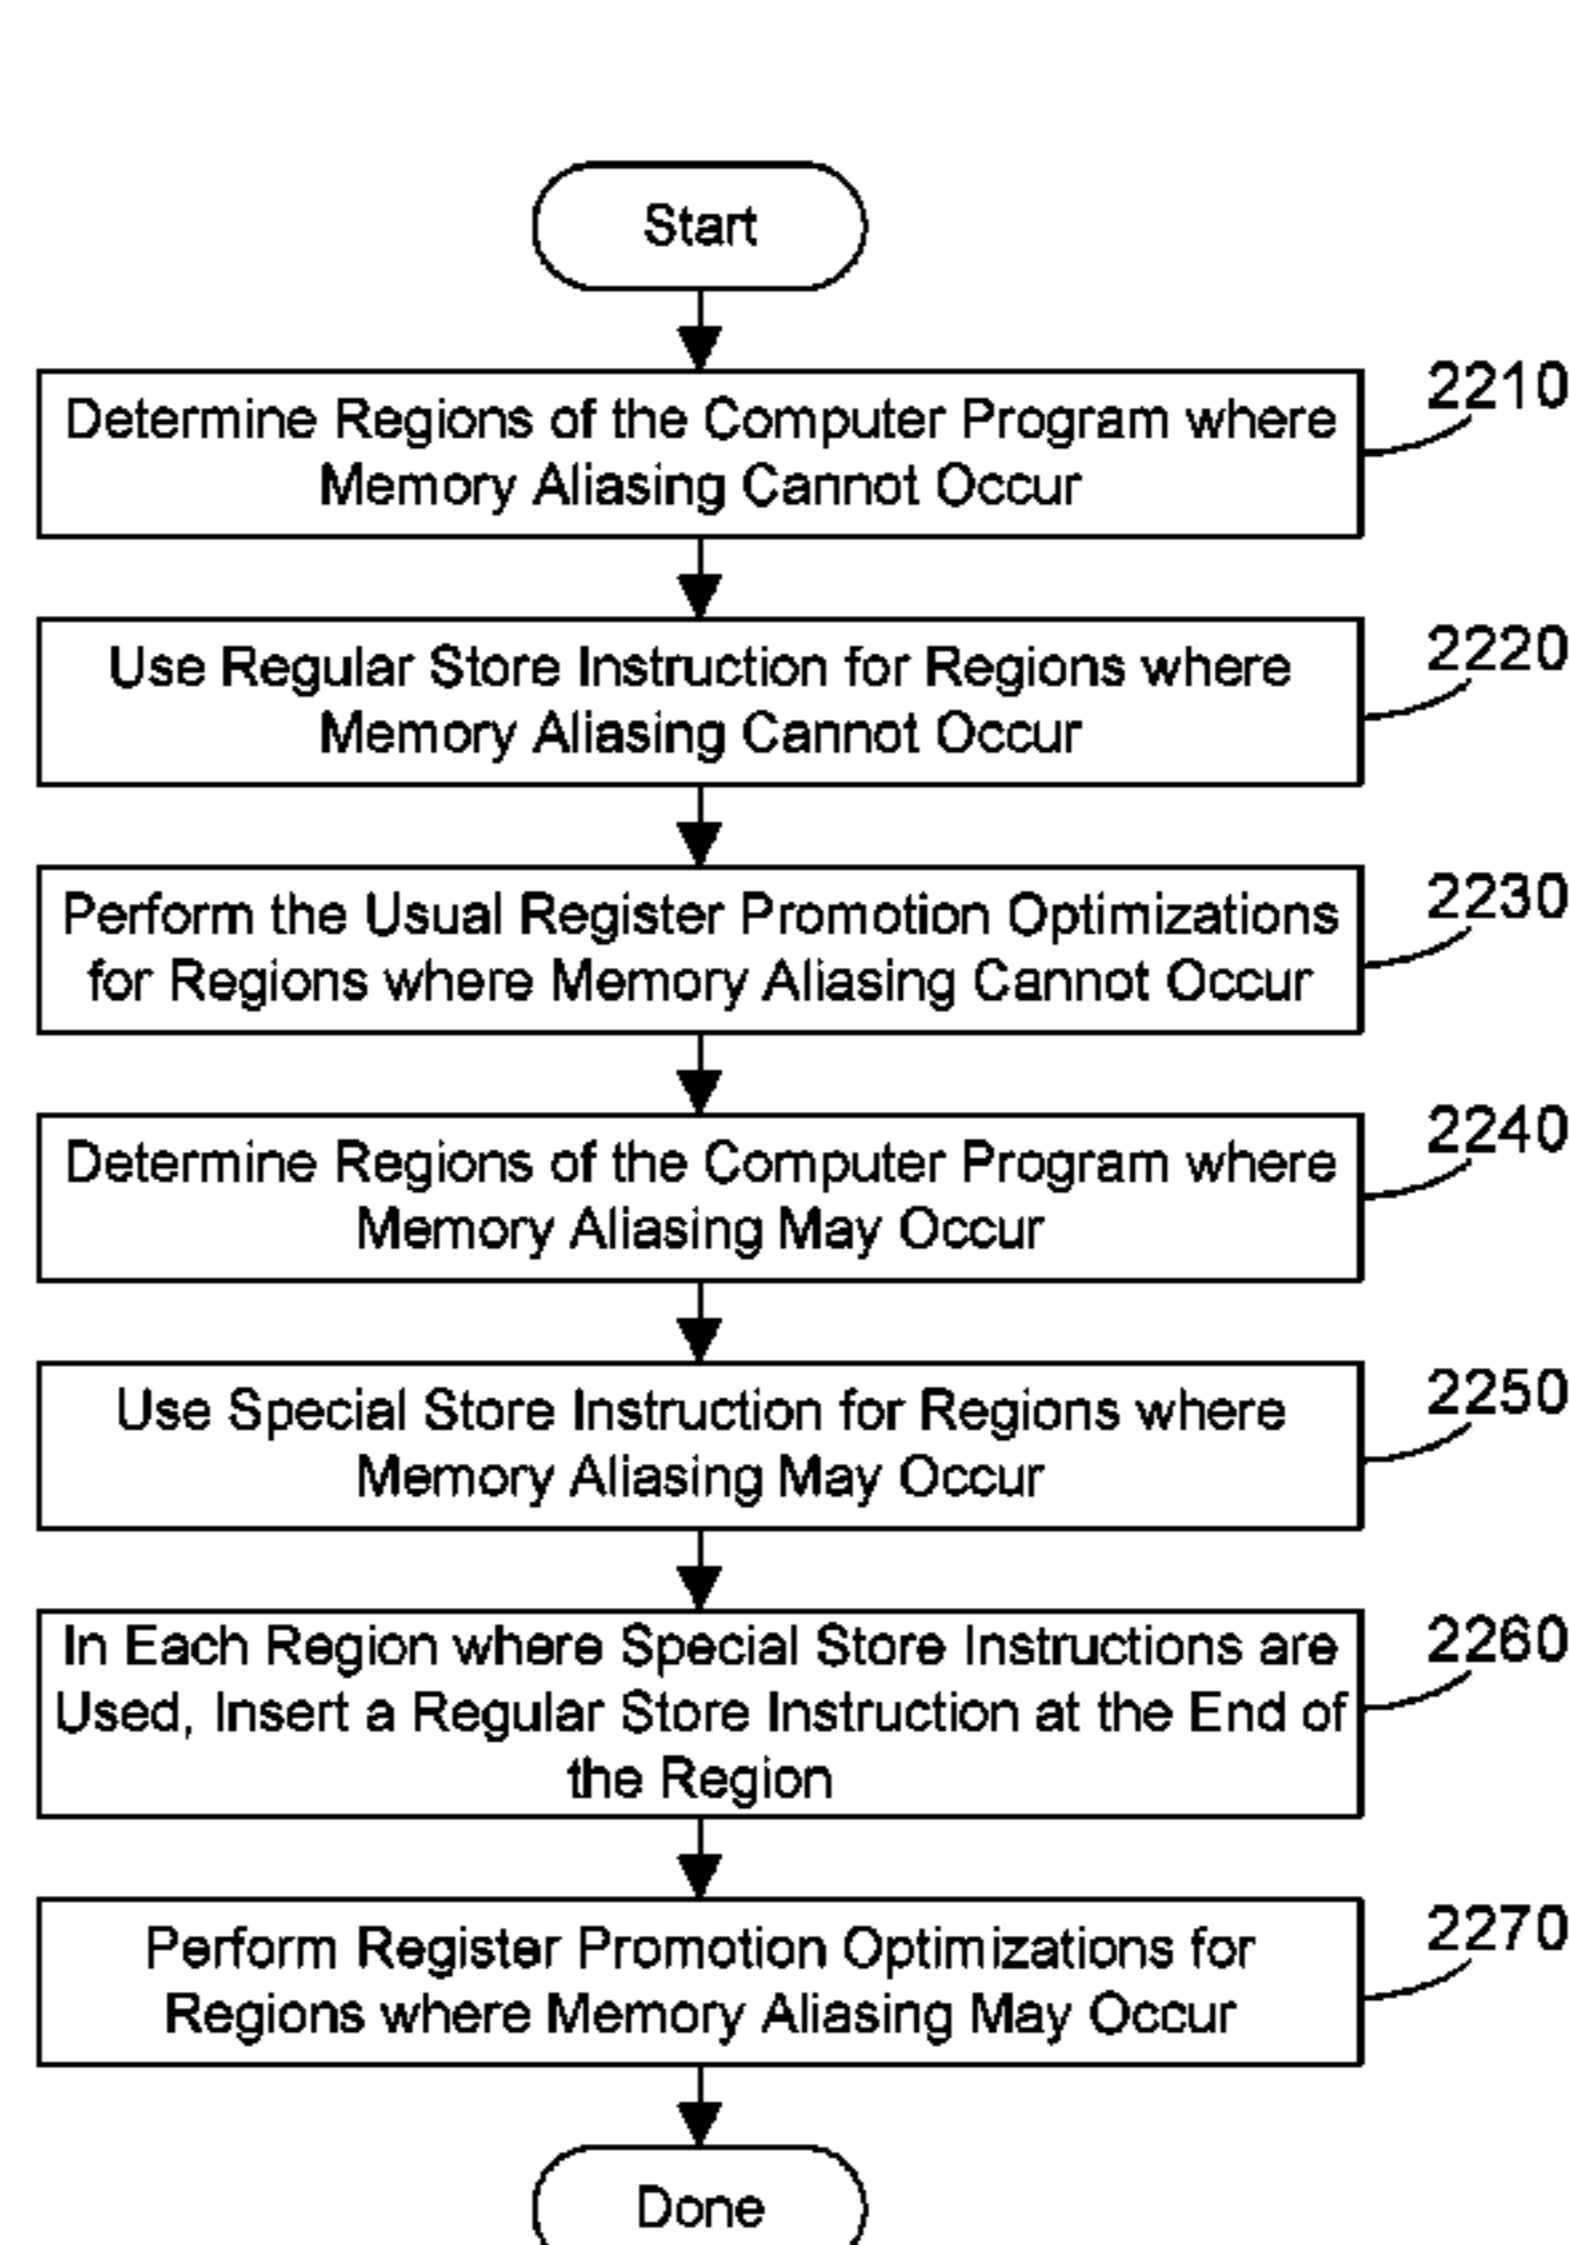 Start
Determine Regions of the Computer Program where
Memory Aliasing Cannot Occur
2210
Use Regular Store Instruction for Regions where
Memory Aliasing Cannot Occur
2220
Perform the Usual Register Promotion Optimizations
for Regions where Memory Aliasing Cannot Occur
2230
Determine Regions of the Computer Program where
Memory Aliasing May Occur
2240
Use Special Store Instruction for Regions where
Memory Aliasing May Occur
2250
In Each Region where Special Store Instructions are
Used, Insert a Regular Store Instruction at the End of
the Region
2260
Perform Register Promotion Optimizations for
Regions where Memory Aliasing May Occur
2270
Done